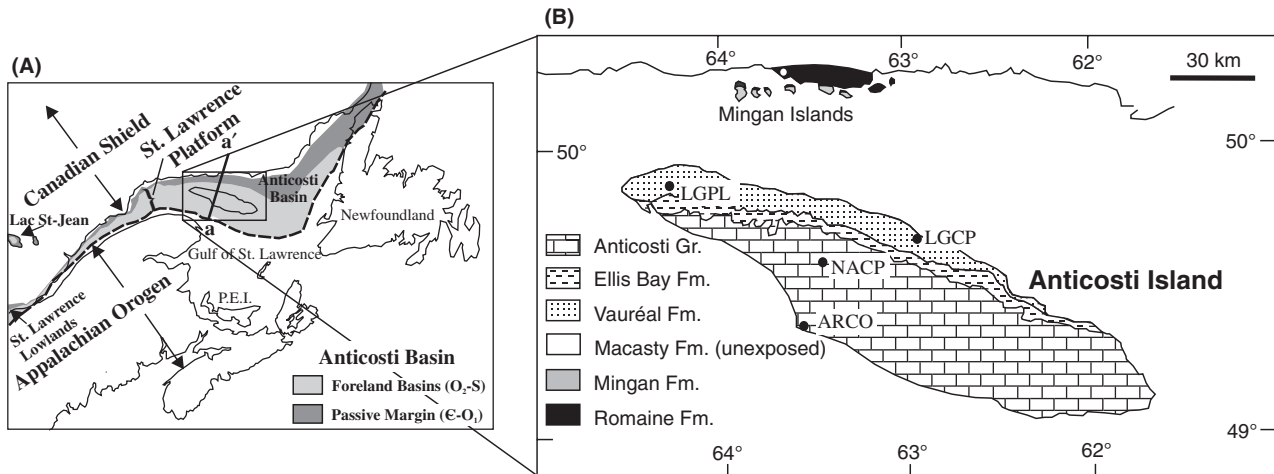 (A)
Canadian Shield
St. Lawrence
Platform
a′
Anticosti
Basin
Lac St-Jean
a
Newfoundland
Gulf of St. Lawrence
P.E.I.
St. Lawrence
Lowlands
Appalachian Orogen
Anticosti Basin
Foreland Basins (O₂-S)
Passive Margin (Є-O₁)
(B)
64°
63°
62°
30 km
Mingan Islands
50°
50°
LGPL
LGCP
NACP
ARCO
Anticosti Island
Anticosti Gr.
Ellis Bay Fm.
Vauréal Fm.
Macasty Fm. (unexposed)
Mingan Fm.
Romaine Fm.
49°
64°
63°
62°